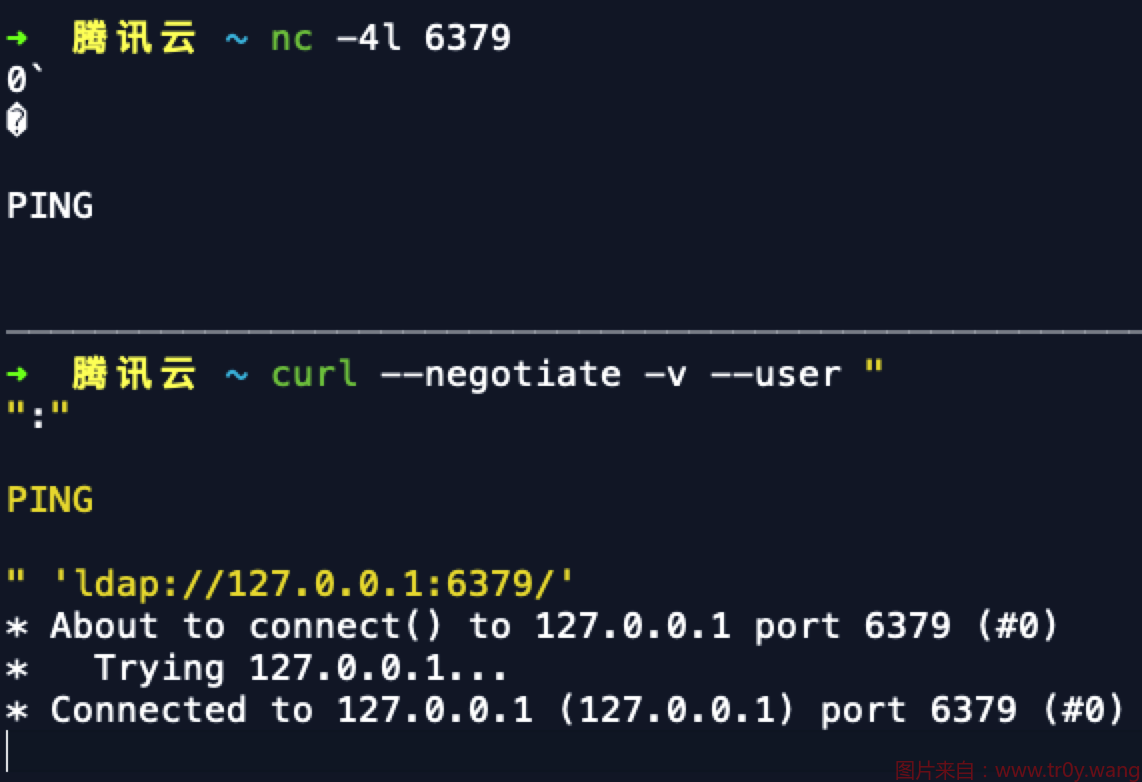 → 腾讯云 ~ nc -4l 6379
0`
�
PING
→ 腾讯云 ~ curl --negotiate -v --user "
":"
PING
" 'ldap://127.0.0.1:6379/'
* About to connect() to 127.0.0.1 port 6379 (#0)
*   Trying 127.0.0.1...
* Connected to 127.0.0.1 (127.0.0.1) port 6379 (#0)
图片来自：www.tr0y.wang